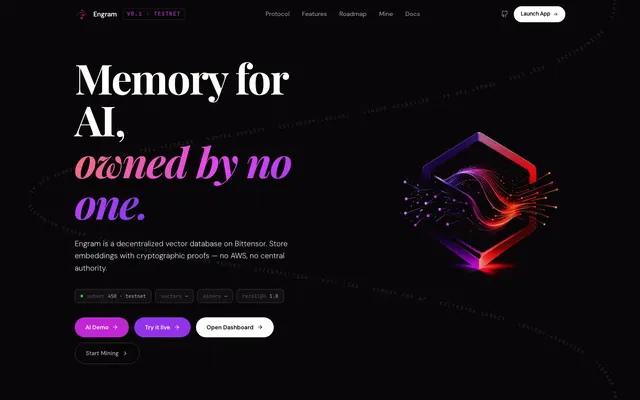 Engram V0.1 · TESTNET Protocol Features Roadmap Mine Docs Launch App →
Memory for
AI,
owned by no
one.
Engram is a decentralized vector database on Bittensor. Store
embeddings with cryptographic proofs — no AWS, no central
authority.
subnet 450 · testnet vectors — miners — recall@K 1.0
AI Demo → Try it live → Open Dashboard →
Start Mining >